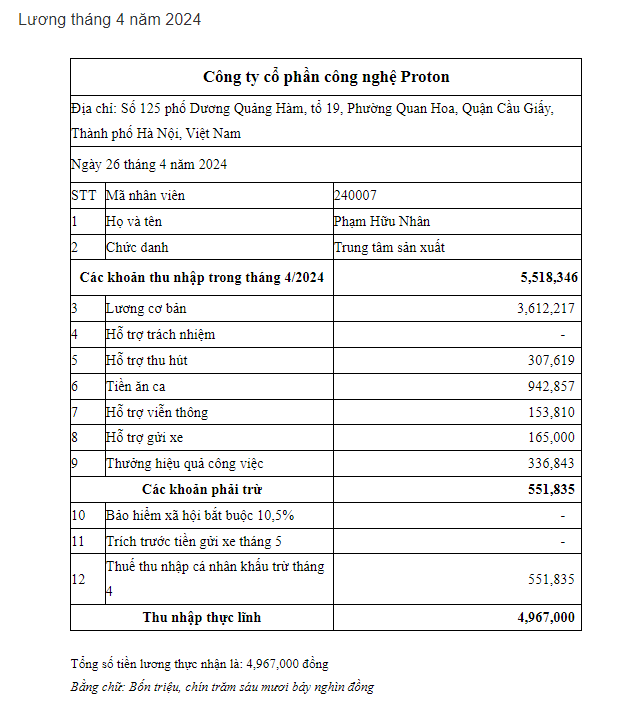 Lương tháng 4 năm 2024
Công ty cổ phần công nghệ Proton
Địa chỉ: Số 125 phố Dương Quảng Hàm, tổ 19, Phường Quan Hoa, Quận Cầu Giấy,
Thành phố Hà Nội, Việt Nam
Ngày 26 tháng 4 năm 2024
STT Mã nhân viên 240007
1 Họ và tên Phạm Hữu Nhân
2 Chức danh Trung tâm sản xuất
Các khoản thu nhập trong tháng 4/2024 5,518,346
3 Lương cơ bản 3,612,217
4 Hỗ trợ trách nhiệm -
5 Hỗ trợ thu hút 307,619
6 Tiền ăn ca 942,857
7 Hỗ trợ viễn thông 153,810
8 Hỗ trợ gửi xe 165,000
9 Thưởng hiệu quả công việc 336,843
Các khoản phải trừ 551,835
10 Bảo hiểm xã hội bắt buộc 10,5% -
11 Trích trước tiền gửi xe tháng 5 -
12 Thuế thu nhập cá nhân khấu trừ tháng
4 551,835
Thu nhập thực lĩnh 4,967,000
Tổng số tiền lương thực nhận là: 4,967,000 đồng
Bằng chữ: Bốn triệu, chín trăm sáu mươi bảy nghìn đồng